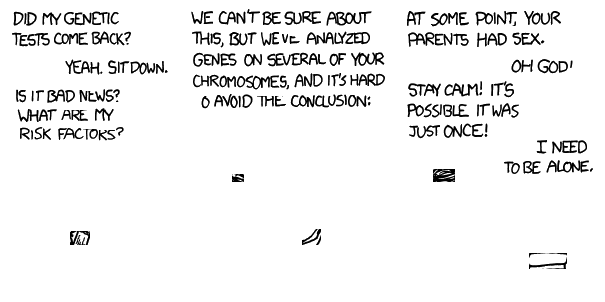 DID MY GENETIC
TESTS COME BACK?
YEAH. SIT DOWN.
IS IT BAD NEWS?
WHAT ARE MY
RISK FACTORS?
WE CAN'T BE SURE ABOUT
THIS, BUT WE'VE ANALYZED
GENES ON SEVERAL OF YOUR
CHROMOSOMES, AND IT'S HARD
O AVOID THE CONCLUSION:
AT SOME POINT, YOUR
PARENTS HAD SEX.
OH GOD!
STAY CALM! IT'S
POSSIBLE IT WAS
JUST ONCE!
I NEED
TO BE ALONE.